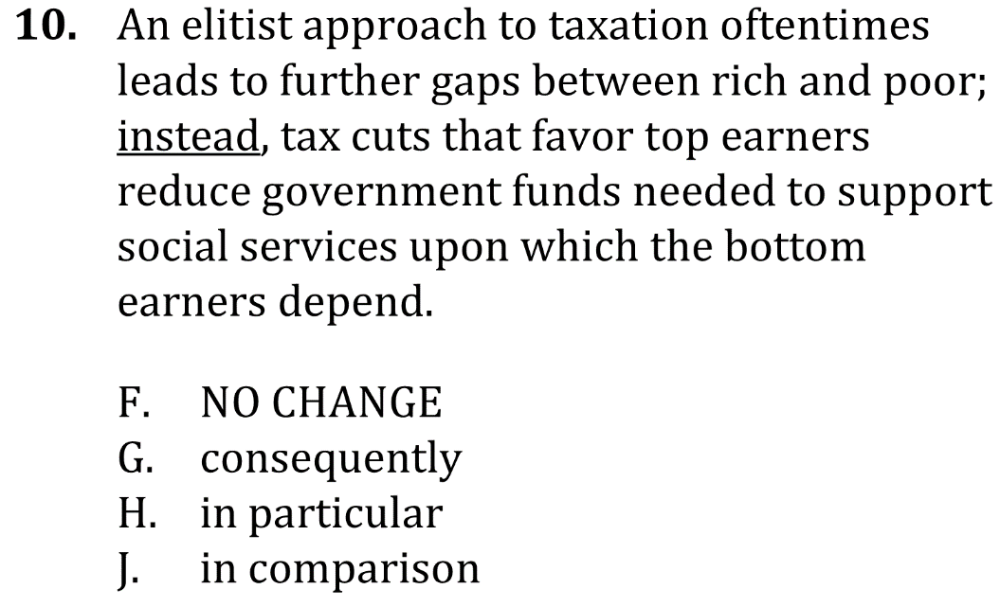 10. An elitist approach to taxation oftentimes
leads to further gaps between rich and poor;
instead, tax cuts that favor top earners
reduce government funds needed to support
social services upon which the bottom
earners depend.
F. NO CHANGE
G. consequently
H. in particular
J. in comparison